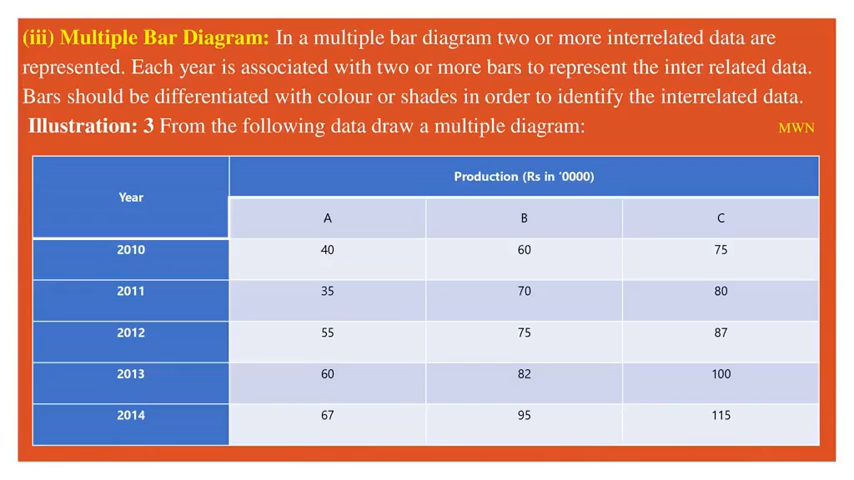 (iii) Multiple Bar Diagram: In a multiple bar diagram two or more interrelated data are
represented. Each year is associated with two or more bars to represent the inter related data.
Bars should be differentiated with colour or shades in order to identify the interrelated data.
Illustration: 3 From the following data draw a multiple diagram: MWN
Year Production (Rs in ‘0000)
A B C
2010 40 60 75
2011 35 70 80
2012 55 75 87
2013 60 82 100
2014 67 95 115